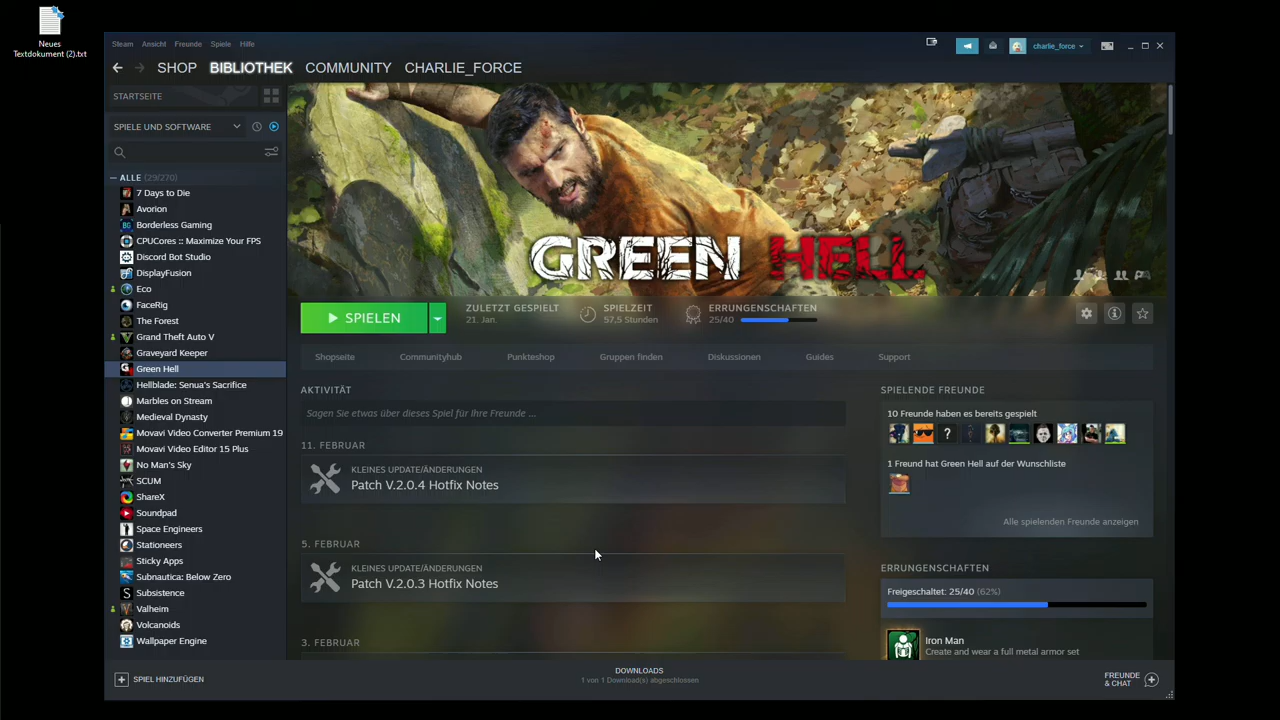 Neues
Textdokument (2).txt
Steam Ansicht Freunde Spiele Hilfe
charlie_force
SHOP BIBLIOTHEK COMMUNITY CHARLIE_FORCE
STARTSEITE
SPIELE UND SOFTWARE
ALLE (29/270)
7 Days to Die
Avorion
Borderless Gaming
CPUCores :: Maximize Your FPS
Discord Bot Studio
DisplayFusion
Eco
FaceRig
The Forest
Grand Theft Auto V
Graveyard Keeper
Green Hell
Hellblade: Senua's Sacrifice
Marbles on Stream
Medieval Dynasty
Movavi Video Converter Premium 19
Movavi Video Editor 15 Plus
No Man's Sky
SCUM
ShareX
Soundpad
Space Engineers
Stationeers
Sticky Apps
Subnautica: Below Zero
Subsistence
Valheim
Volcanoids
Wallpaper Engine
GREEN HELL
SPIELEN
ZULETZT GESPIELT
21. Jan.
SPIELZEIT
57,5 Stunden
ERRUNGENSCHAFTEN
25/40
Shopseite Communityhub Punkteshop Gruppen finden Diskussionen Guides Support
AKTIVITÄT
Sagen Sie etwas über dieses Spiel für Ihre Freunde ...
11. FEBRUAR
KLEINES UPDATE/ÄNDERUNGEN
Patch V.2.0.4 Hotfix Notes
5. FEBRUAR
KLEINES UPDATE/ÄNDERUNGEN
Patch V.2.0.3 Hotfix Notes
3. FEBRUAR
SPIELENDE FREUNDE
10 Freunde haben es bereits gespielt
1 Freund hat Green Hell auf der Wunschliste
Alle spielenden Freunde anzeigen
ERRUNGENSCHAFTEN
Freigeschaltet: 25/40 (62%)
Iron Man
Create and wear a full metal armor set
SPIEL HINZUFÜGEN
DOWNLOADS
1 von 1 Download(s) abgeschlossen
FREUNDE
& CHAT